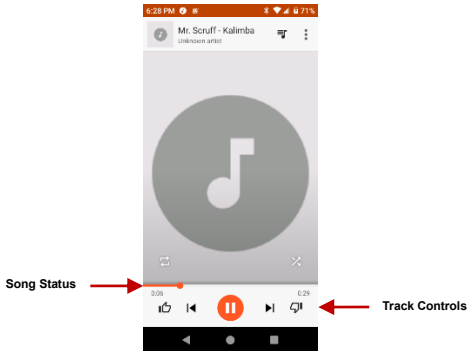 6:28 PM 71%
Mr. Scruff - Kalimba
Unknown artist
Song Status
0:06 0:29
Track Controls